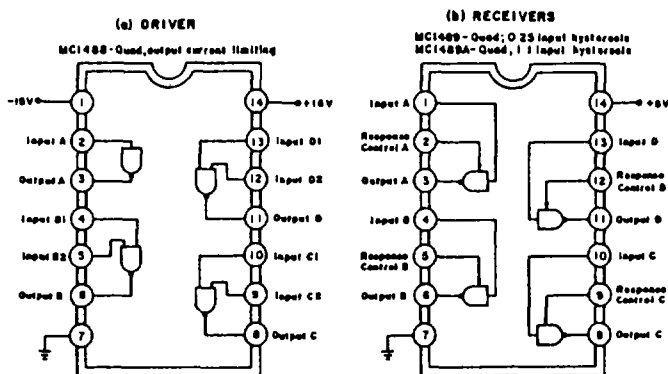 (a) DRIVER
MC1488-Quad, output current limiting
-15V
1
14
+15V
Input A
2
13
Input D1
Output A
3
12
Input D2
Input B1
4
11
Output D
Input B2
5
10
Input C1
Output B
6
9
Input C2
7
8
Output C
(b) RECEIVERS
MC1489-Quad; 0.25 input hysteresis
MC1489A-Quad, 1.1 input hysteresis
Input A
1
14
+5V
Response
Control A
2
13
Input D
Output A
3
12
Response
Control D
Input B
4
11
Output D
Response
Control B
5
10
Input C
Output B
6
9
Response
Control C
7
8
Output C